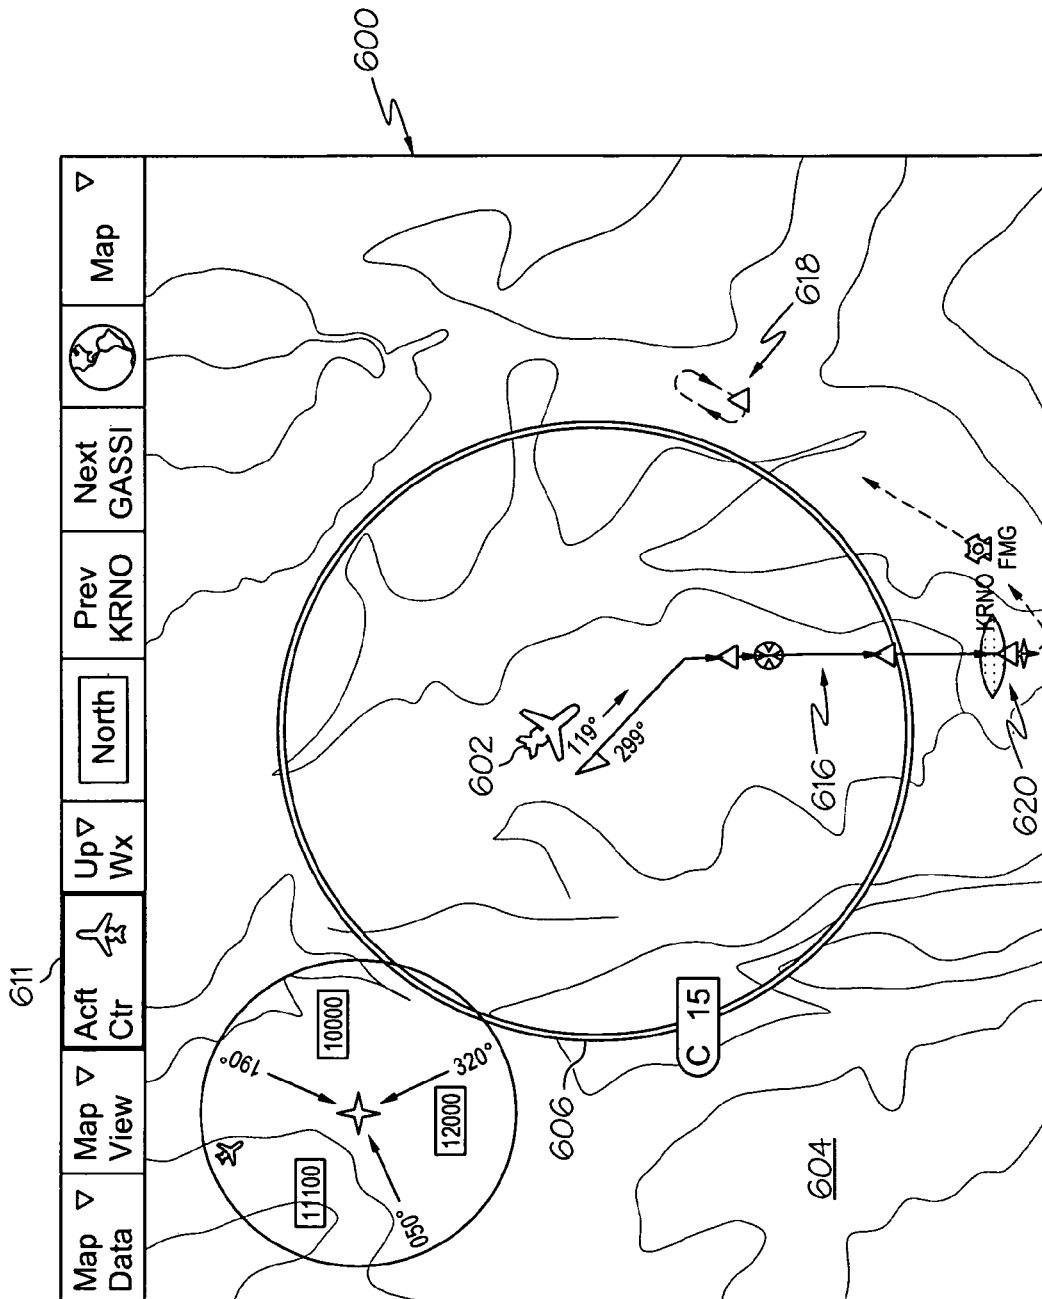 611
Map Data
Map View
Acft Ctr
Up Wx
North
Prev KRNO
Next GASSI
Map
600
190°
10000
11100
050°
12000
320°
C 15
606
604
602
119°
299°
616
618
KRNO
FMG
620